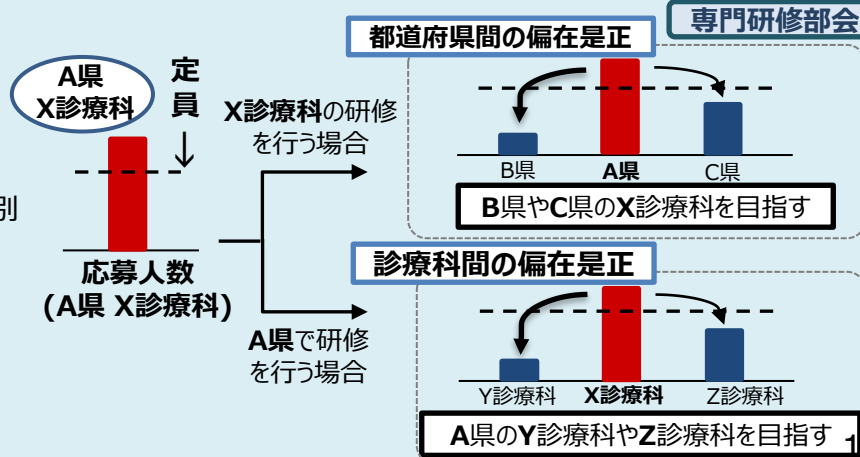 専門研修部会
都道府県間の偏在是正
A県
X診療科
定
員
↓
X診療科の研修
を行う場合
B県
A県
C県
B県やC県のX診療科を目指す
別
応募人数
(A県 X診療科)
診療科間の偏在是正
A県で研修
を行う場合
Y診療科
X診療科
Z診療科
A県のY診療科やZ診療科を目指す
1